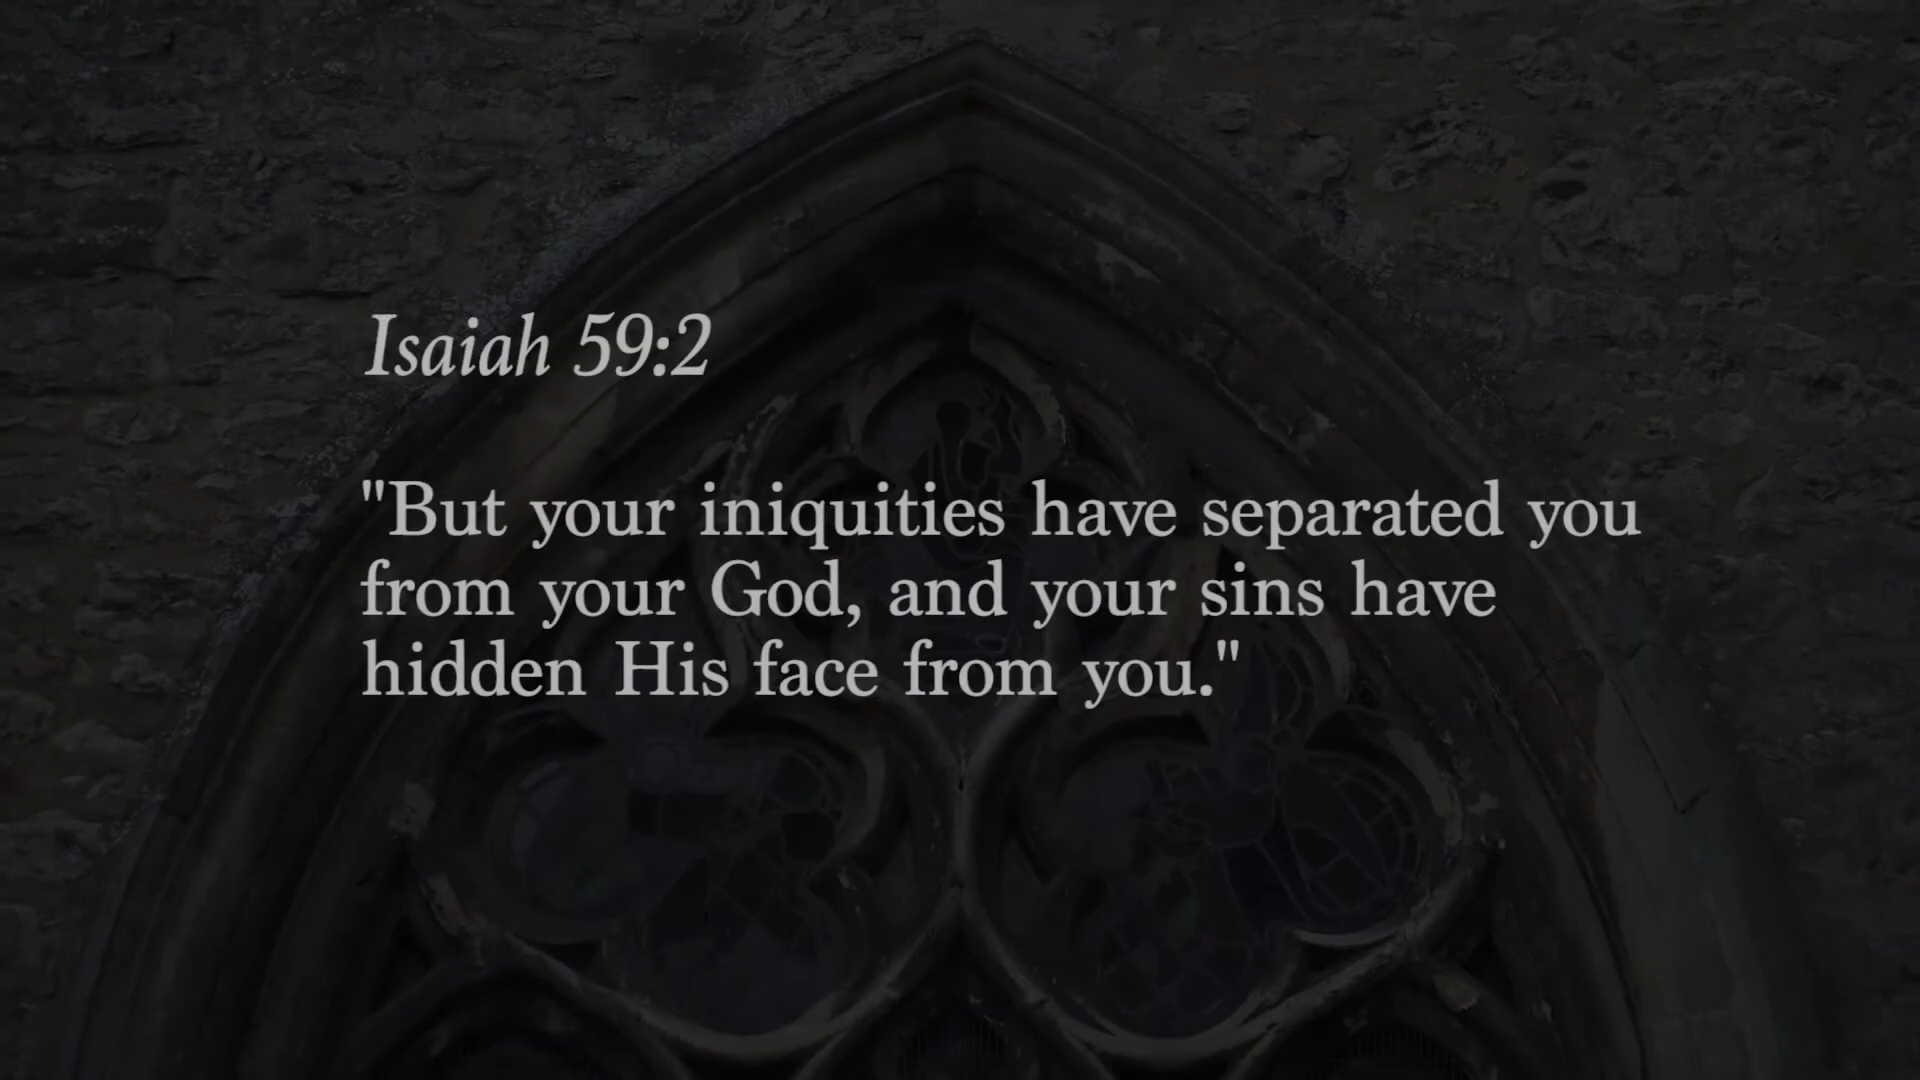 Isaiah 59:2
"But your iniquities have separated you
from your God, and your sins have
hidden His face from you."